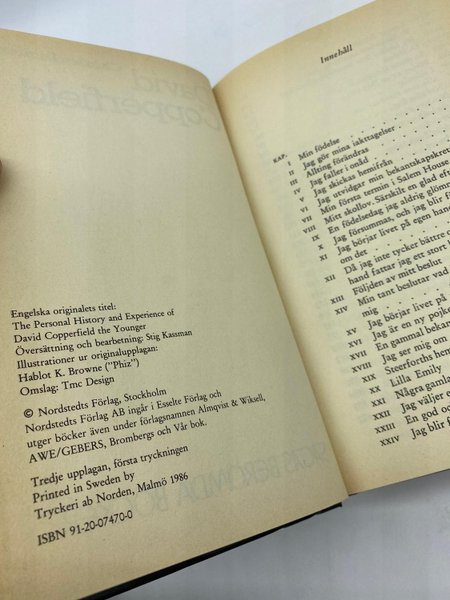 Engelska originalets titel:
The Personal History and Experience of
David Copperfield the Younger
Översättning och bearbetning: Stig Kassman
Illustrationer ur originalupplagan:
Hablot K. Browne ("Phiz")
Omslag: Tmc Design
© Norstedts Förlag, Stockholm
Norstedts Förlag AB ingår i Esselte Förlag och
utger böcker även under förlagsnamnen Almqvist & Wiksell,
AWE/GEBERS, Brombergs och Vår bok.
Tredje upplagan, första tryckningen
Printed in Sweden by
Tryckeri ab Norden, Malmö 1986
ISBN 91-20-07470-0
Innehåll
KAP.
I Min födelse
II Jag gör mina iakttagelser
III Allting förändras
IV Jag faller i onåd
V Jag skickas hemifrån
VI Jag utvidgar min bekantskapskret
VII Min första termin i Salem House
VIII Mitt skollov. Särskilt en glad ef
IX En födelsedag jag aldrig glömr
X Jag försummas, och jag blir fö
XI Jag börjar livet på egen han
om det
XII Då jag inte tycker bättre
hand fattar jag ett stort b
XIII Följden av mitt beslut
XIV Min tant beslutar vad
mig
XV Jag börjar livet på
XVI Jag är en ny pojke
XVII En gammal bekan
XVIII Jag ser mig om
XIX
XX Steerforths hem
XXI Lilla Emily
XXII Några gamla
XXIII Jag väljer e
XXIV En god oc
Jag blir f